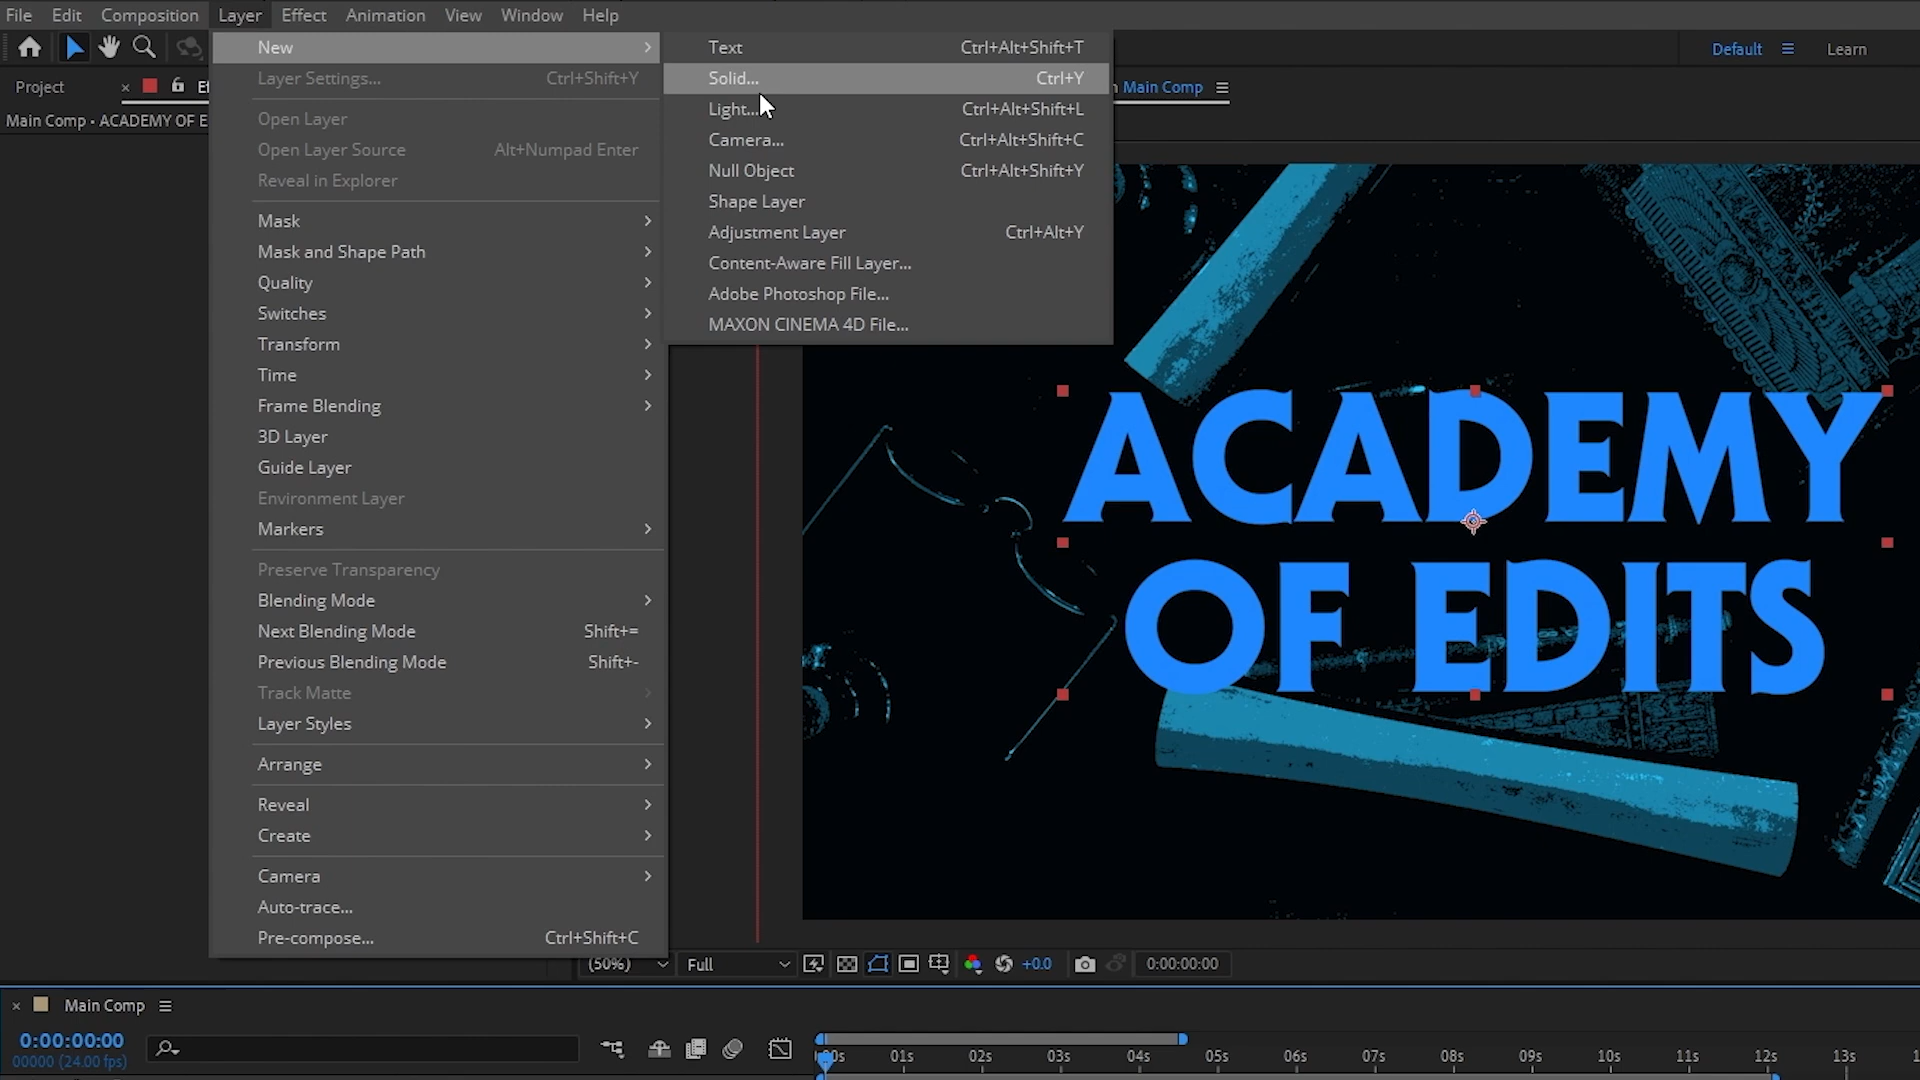 File Edit Composition Layer Effect Animation View Window Help
Default Learn
Project
Main Comp
Main Comp • ACADEMY OF E
New
Layer Settings... Ctrl+Shift+Y
Open Layer
Open Layer Source Alt+Numpad Enter
Reveal in Explorer
Mask
Mask and Shape Path
Quality
Switches
Transform
Time
Frame Blending
3D Layer
Guide Layer
Environment Layer
Markers
Preserve Transparency
Blending Mode
Next Blending Mode Shift+=
Previous Blending Mode Shift+-
Track Matte
Layer Styles
Arrange
Reveal
Create
Camera
Auto-trace...
Pre-compose... Ctrl+Shift+C
Text Ctrl+Alt+Shift+T
Solid... Ctrl+Y
Light... Ctrl+Alt+Shift+L
Camera... Ctrl+Alt+Shift+C
Null Object Ctrl+Alt+Shift+Y
Shape Layer
Adjustment Layer Ctrl+Alt+Y
Content-Aware Fill Layer...
Adobe Photoshop File...
MAXON CINEMA 4D File...
ACADEMY
OF EDITS
(50%) Full +0.0 0:00:00:00
Main Comp
0:00:00:00
00000 (24.00 fps)
01s 02s 03s 04s 05s 06s 07s 08s 09s 10s 11s 12s 13s